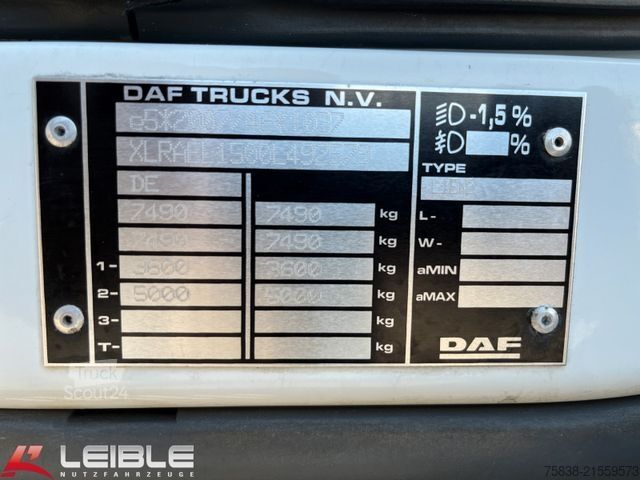 DAF TRUCKS N.V.
DE
7490 7490 kg
7490 7490 kg
1- 3600 3600 kg
2- 5000 5000 kg
3- kg
T- kg
-1,5 %
%
TYPE
L-
W-
aMIN
aMAX
DAF
Truck
Scout24
LEIBLE
NUTZFAHRZEUGE
75838-21559573